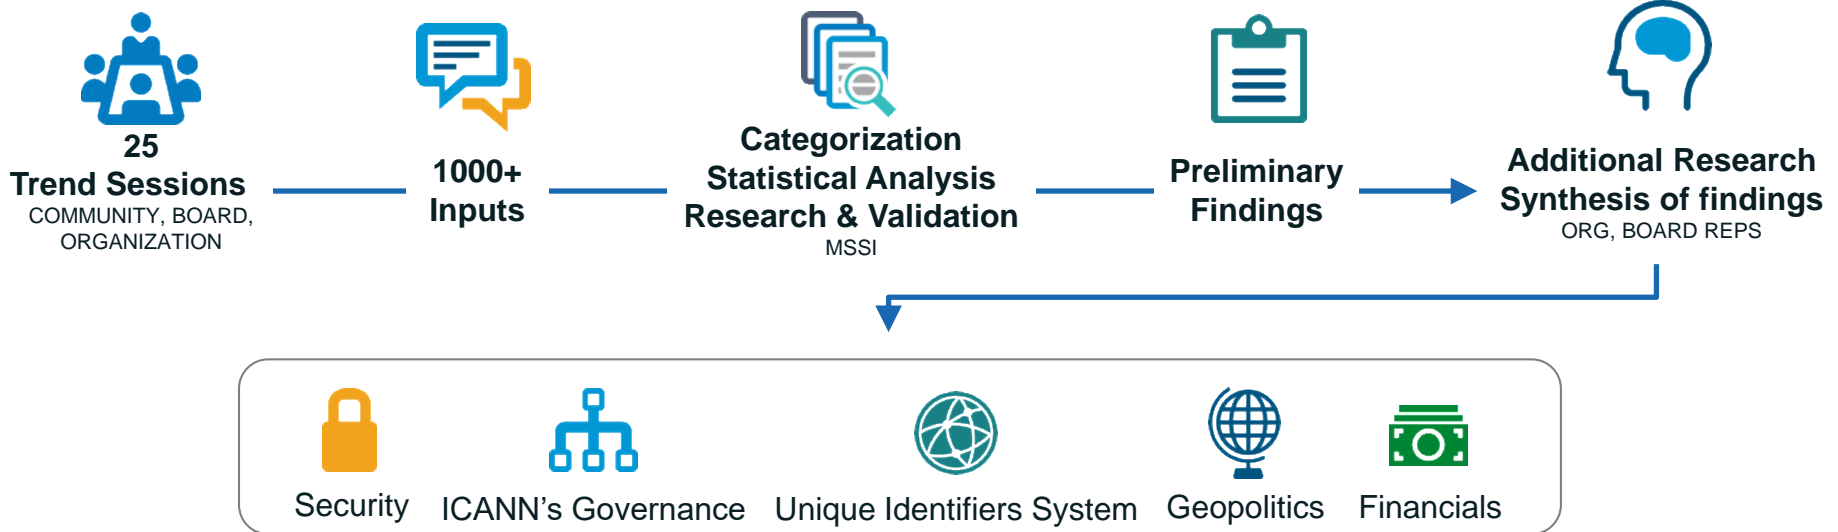 25
Trend Sessions
COMMUNITY, BOARD,
ORGANIZATION
1000+
Inputs
Categorization
Statistical Analysis
Research & Validation
MSSI
Preliminary
Findings
Additional Research
Synthesis of findings
ORG, BOARD REPS
Security
ICANN's Governance
Unique Identifiers System
Geopolitics
Financials